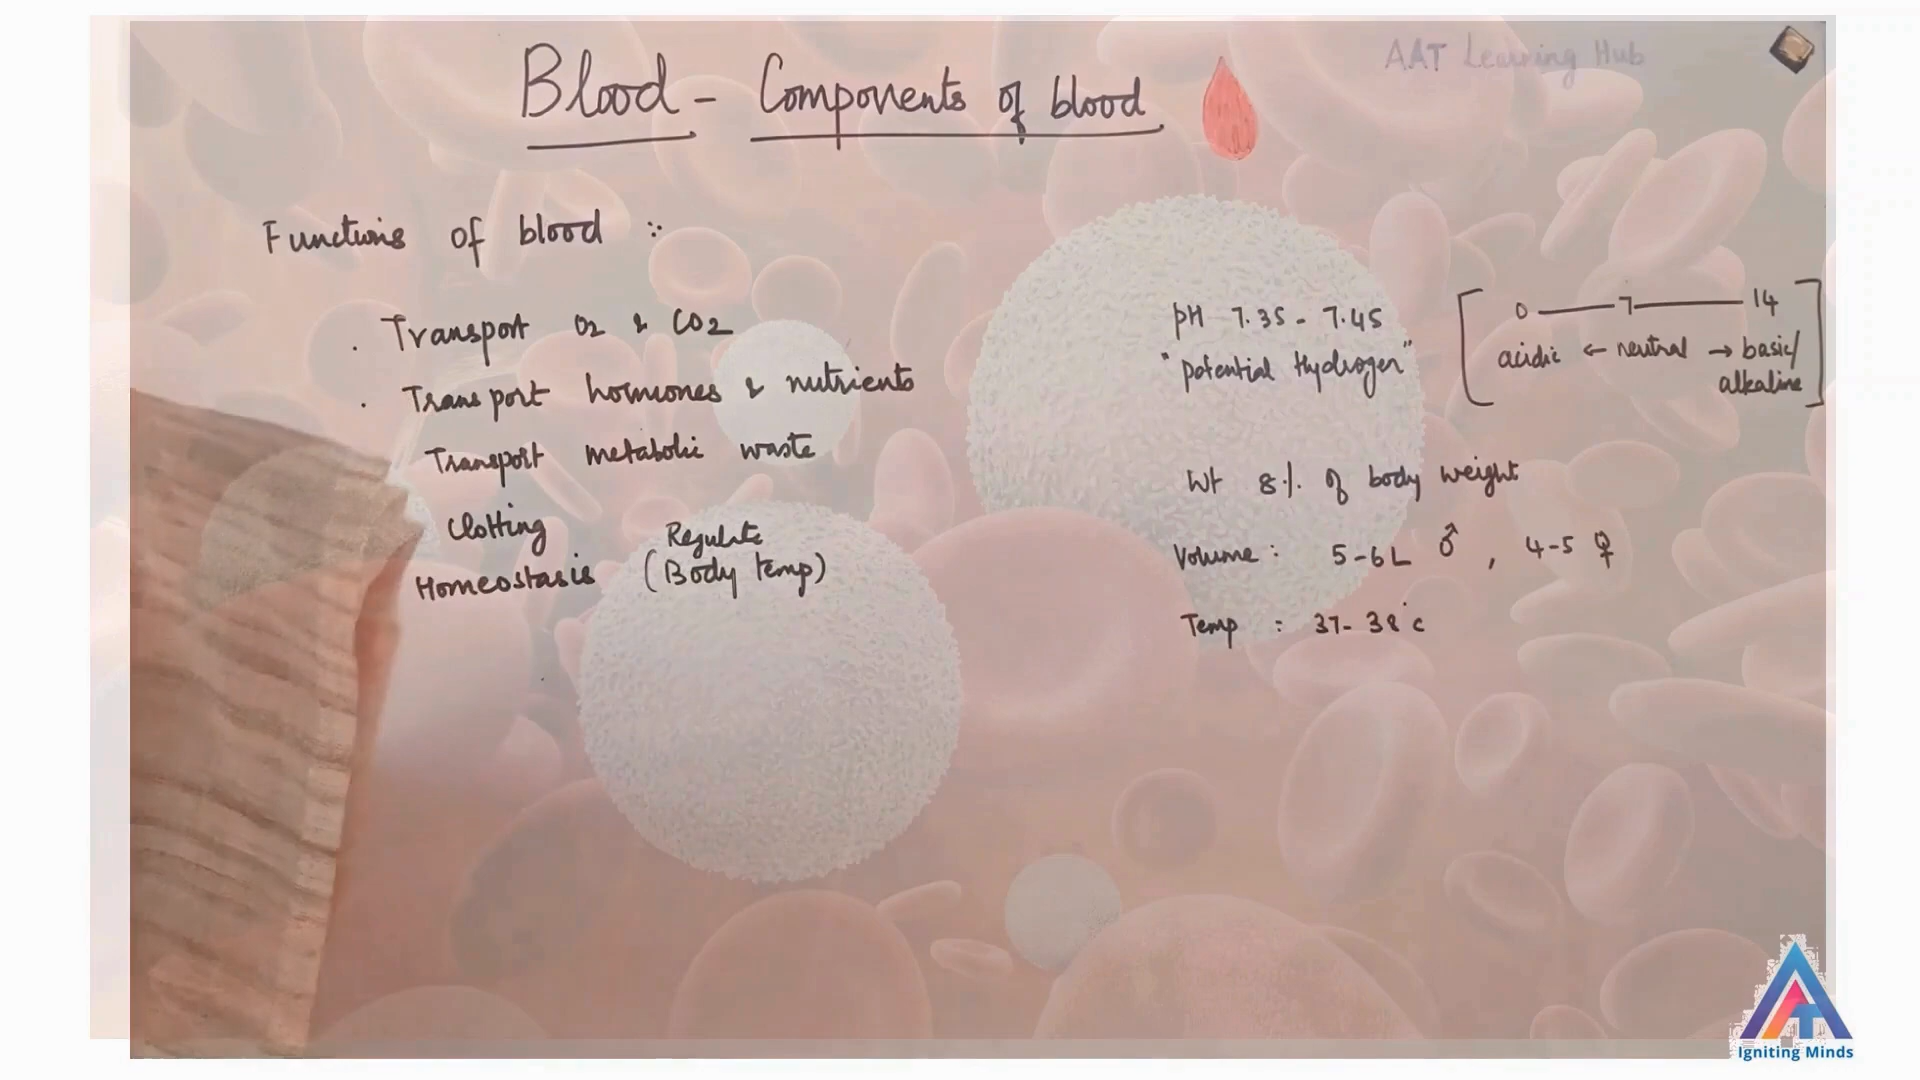 AAT Learning Hub
Blood - Components of blood
Functions of blood :-
. Transport O2 & CO2
. Transport hormones & nutrients
Transport metabolic waste
Clotting
Homeostasis (Regulate Body temp)
pH 7.35 - 7.45
"potential Hydrogen"
0 — 7 — 14
acidic ← neutral → basic/
alkaline
Wt 8% of body weight
Volume : 5-6L ♂ , 4-5 ♀
Temp : 37- 38°c
Igniting Minds